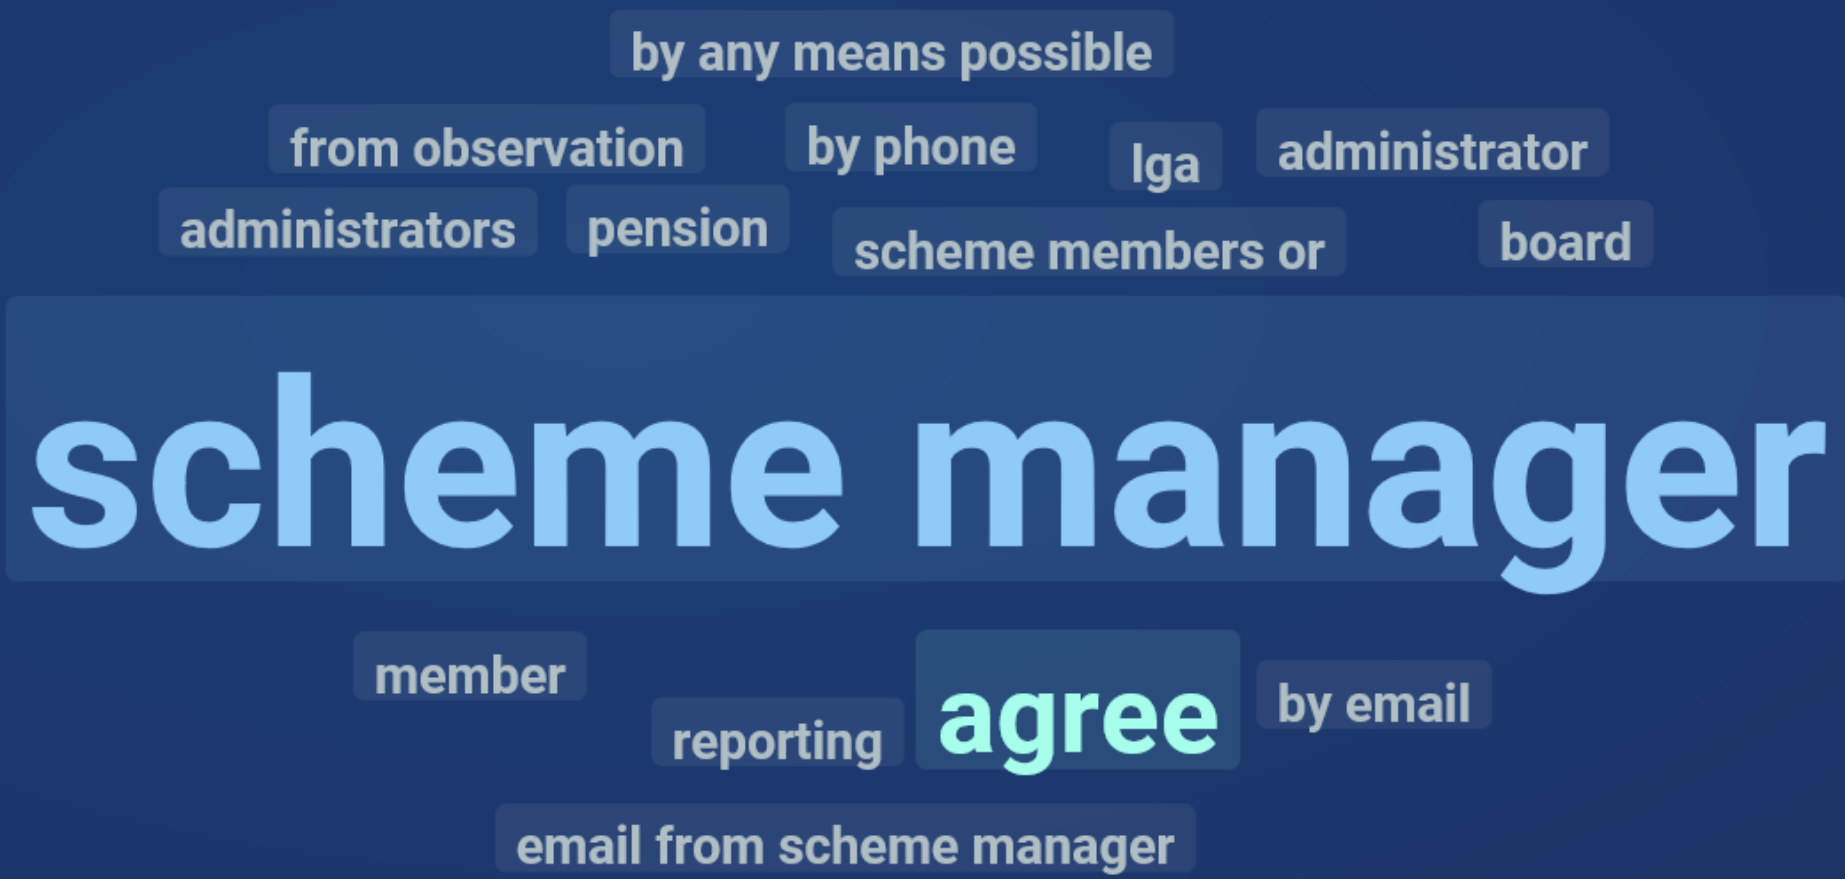 by any means possible
from observation by phone lga administrator
administrators pension scheme members or board
scheme manager
member reporting agree by email
email from scheme manager